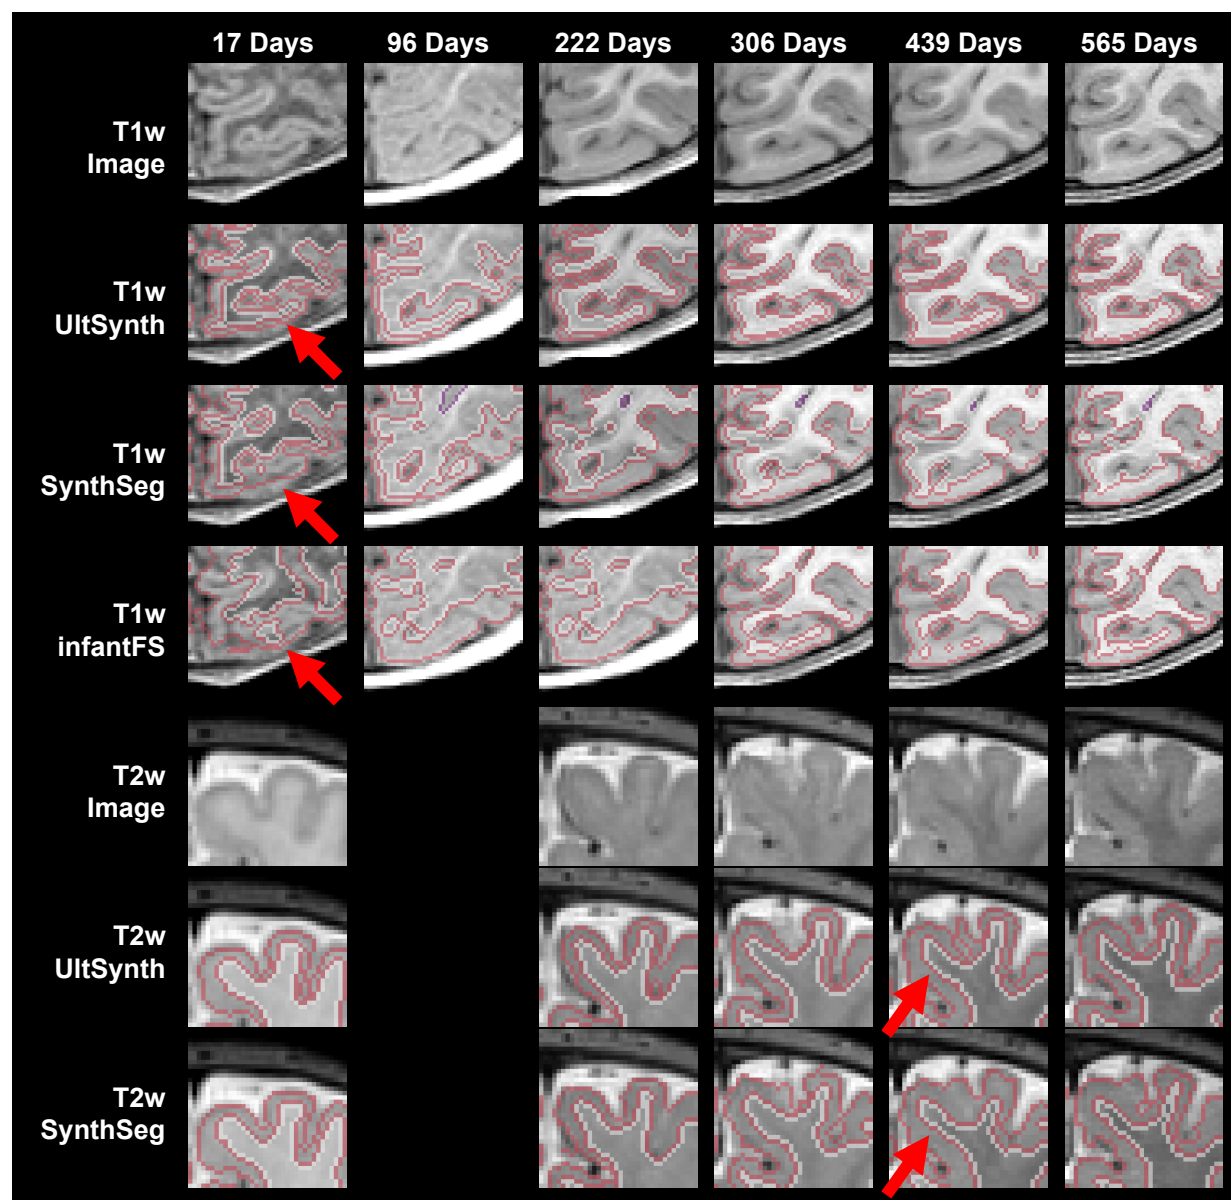 17 Days 96 Days 222 Days 306 Days 439 Days 565 Days
T1w
Image
T1w
UltSynth
T1w
SynthSeg
T1w
infantFS
T2w
Image
T2w
UltSynth
T2w
SynthSeg